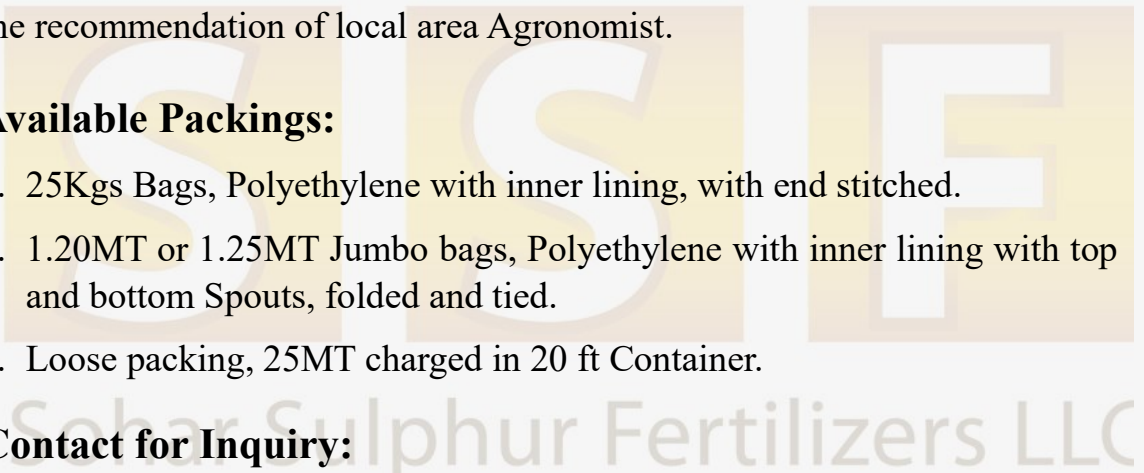 he recommendation of local area Agronomist.
Available Packings:
. 25Kgs Bags, Polyethylene with inner lining, with end stitched.
. 1.20MT or 1.25MT Jumbo bags, Polyethylene with inner lining with top
and bottom Spouts, folded and tied.
. Loose packing, 25MT charged in 20 ft Container.
Contact for Inquiry:
SSF
Sohar Sulphur Fertilizers LLC